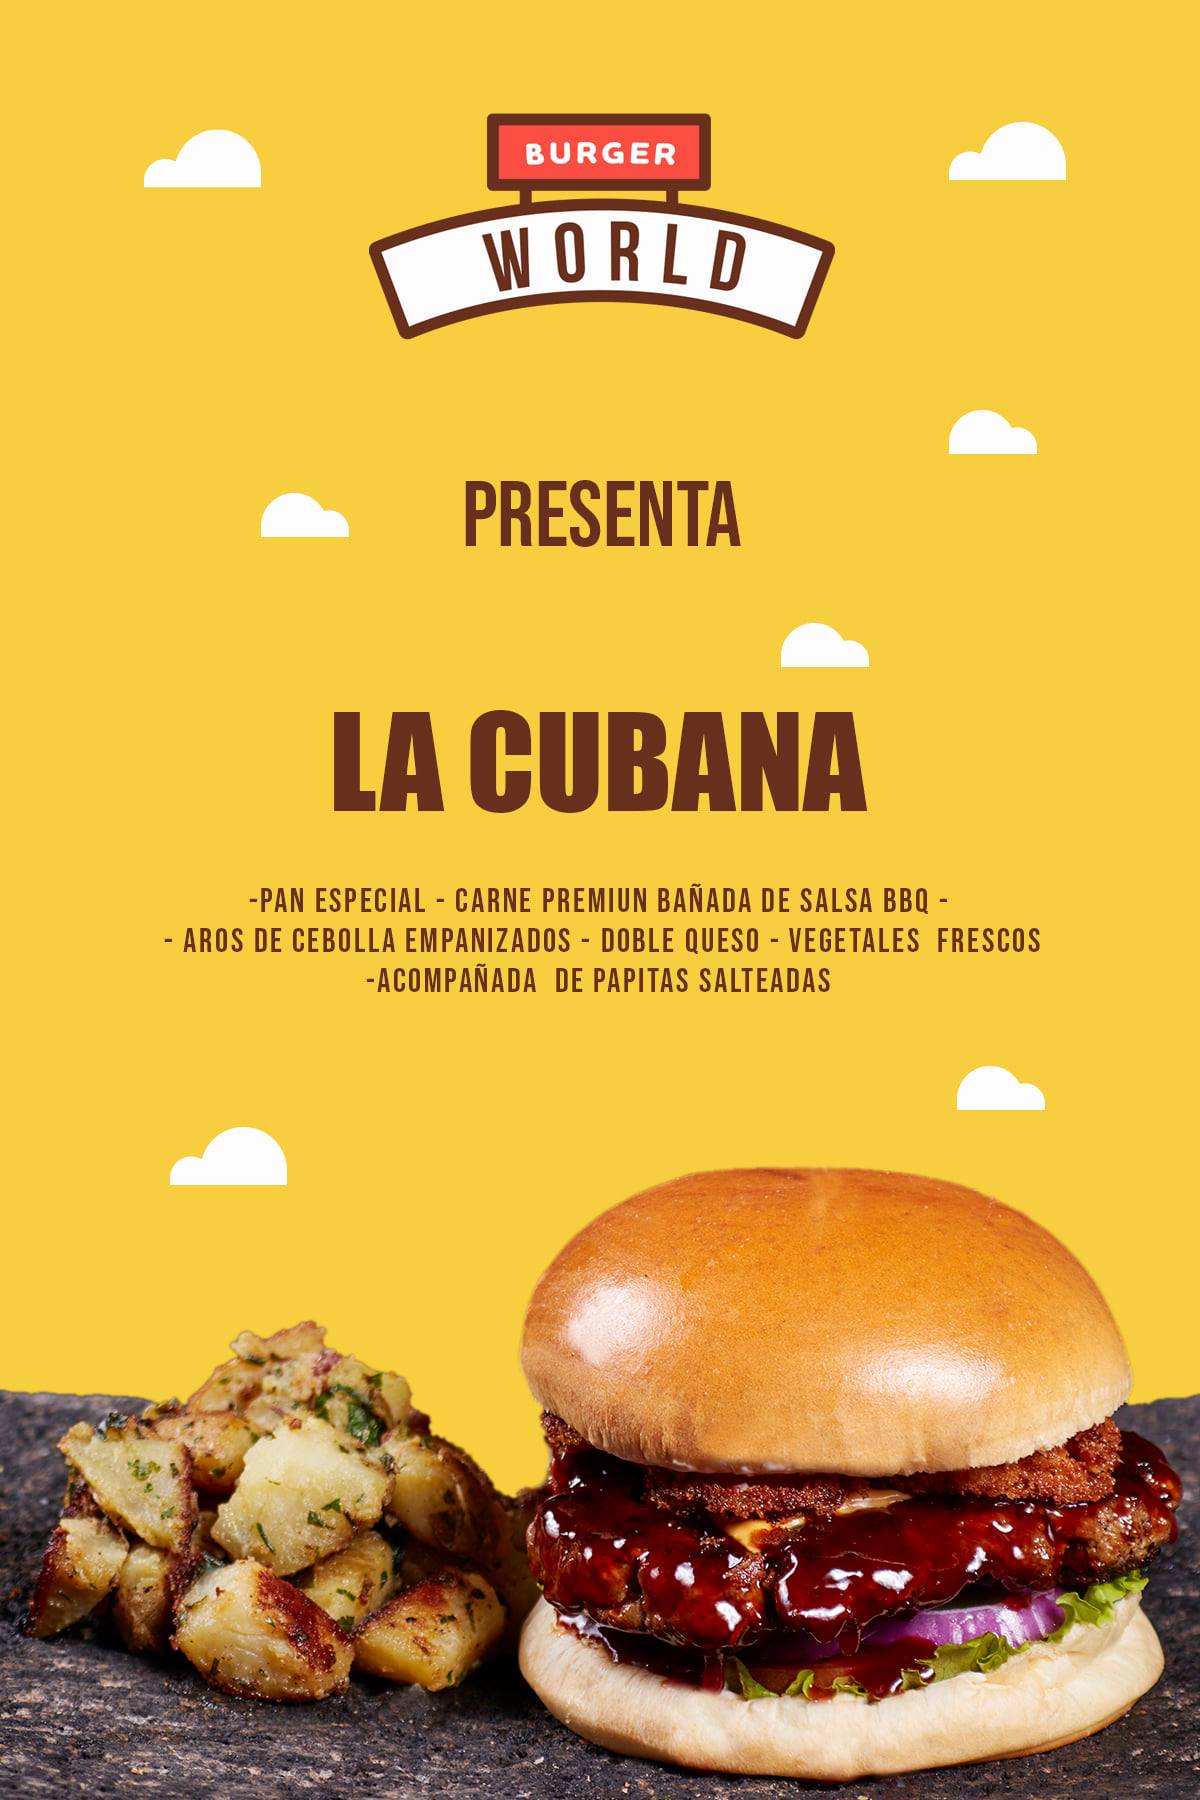 BURGER
WORLD
PRESENTA
LA CUBANA
-PAN ESPECIAL - CARNE PREMIUN BAÑADA DE SALSA BBQ -
- AROS DE CEBOLLA EMPANIZADOS - DOBLE QUESO - VEGETALES FRESCOS
-ACOMPAÑADA DE PAPITAS SALTEADAS